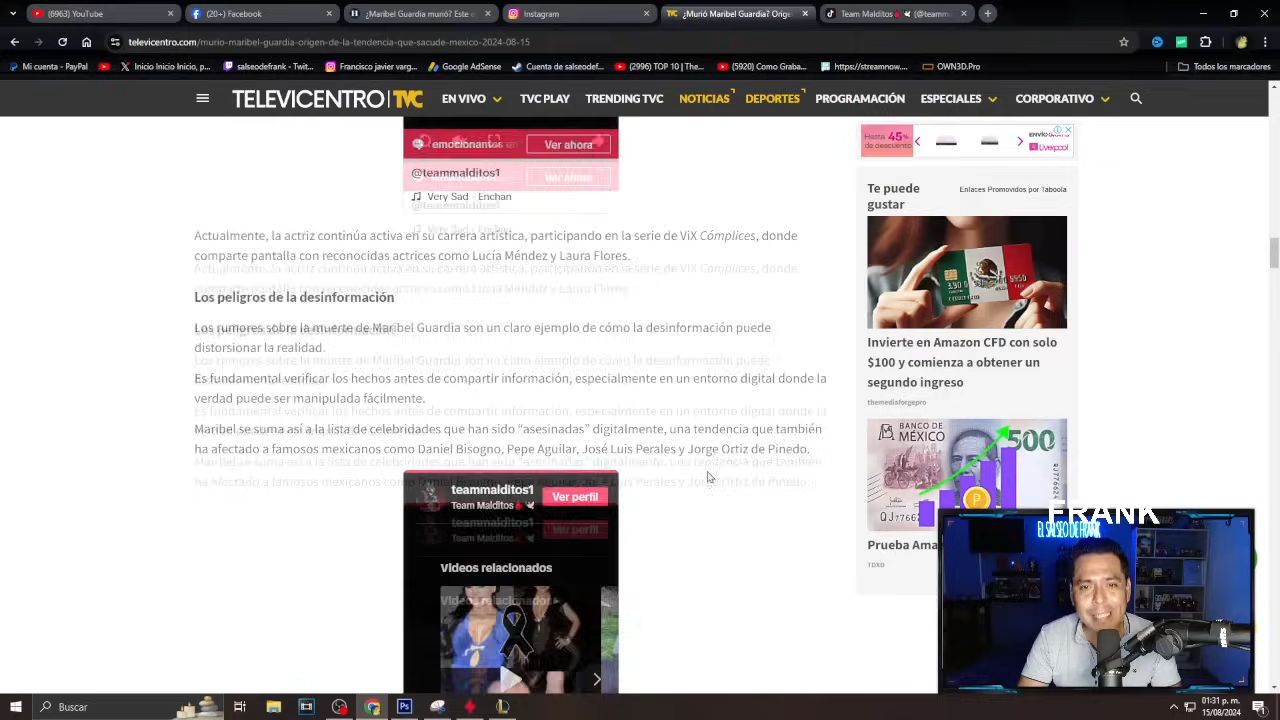 (6963) YouTube
(20+) Facebook
¿Maribel Guardia murió? Este e
Instagram
¿Murió Maribel Guardia? Origen
Team Malditos (@teammaldit
televicentro.com/murio-maribel-guardia-origen-de-la-tendencia-que-sacude-mexico-2024-08-15
Mi cuenta - PayPal
Inicio Inicio Inicio, p...
salseodefrank - Twit...
Francisco javier varg...
Google AdSense
Cuenta de salseofde...
(2996) TOP 10 [The...
(5920) Como Graba...
https://streamnow....
OWN3D.Pro
Todos los marcadores
TELEVICENTRO TVC
EN VIVO
TVC PLAY
TRENDING TVC
NOTICIAS
DEPORTES
PROGRAMACIÓN
ESPECIALES
CORPORATIVO
emocionantes en
Ver ahora
@teammalditos1
Very Sad - Enchan
Actualmente, la actriz continúa activa en su carrera artística, participando en la serie de ViX Cómplices, donde
comparte pantalla con reconocidas actrices como Lucía Méndez y Laura Flores.
Los peligros de la desinformación
Los rumores sobre la muerte de Maribel Guardia son un claro ejemplo de cómo la desinformación puede
distorsionar la realidad.
Es fundamental verificar los hechos antes de compartir información, especialmente en un entorno digital donde la
verdad puede ser manipulada fácilmente.
Maribel se suma así a la lista de celebridades que han sido “asesinadas” digitalmente, una tendencia que también
ha afectado a famosos mexicanos como Daniel Bisogno, Pepe Aguilar, José Luis Perales y Jorge Ortiz de Pinedo.
teammalditos1
Team Malditos
Ver perfil
Videos relacionados
Hasta
45%
de descuento
ENVÍO
Liverpool
Te puede
gustar
Enlaces Promovidos por Taboola
Invierte en Amazon CFD con solo
$100 y comienza a obtener un
segundo ingreso
themediaforgepro
BANCO DE
MÉXICO
500
Prueba Ama
TDXD
FRANK
EL SALSEO DE FRANK
Buscar
01:31 p. m.
15/08/2024